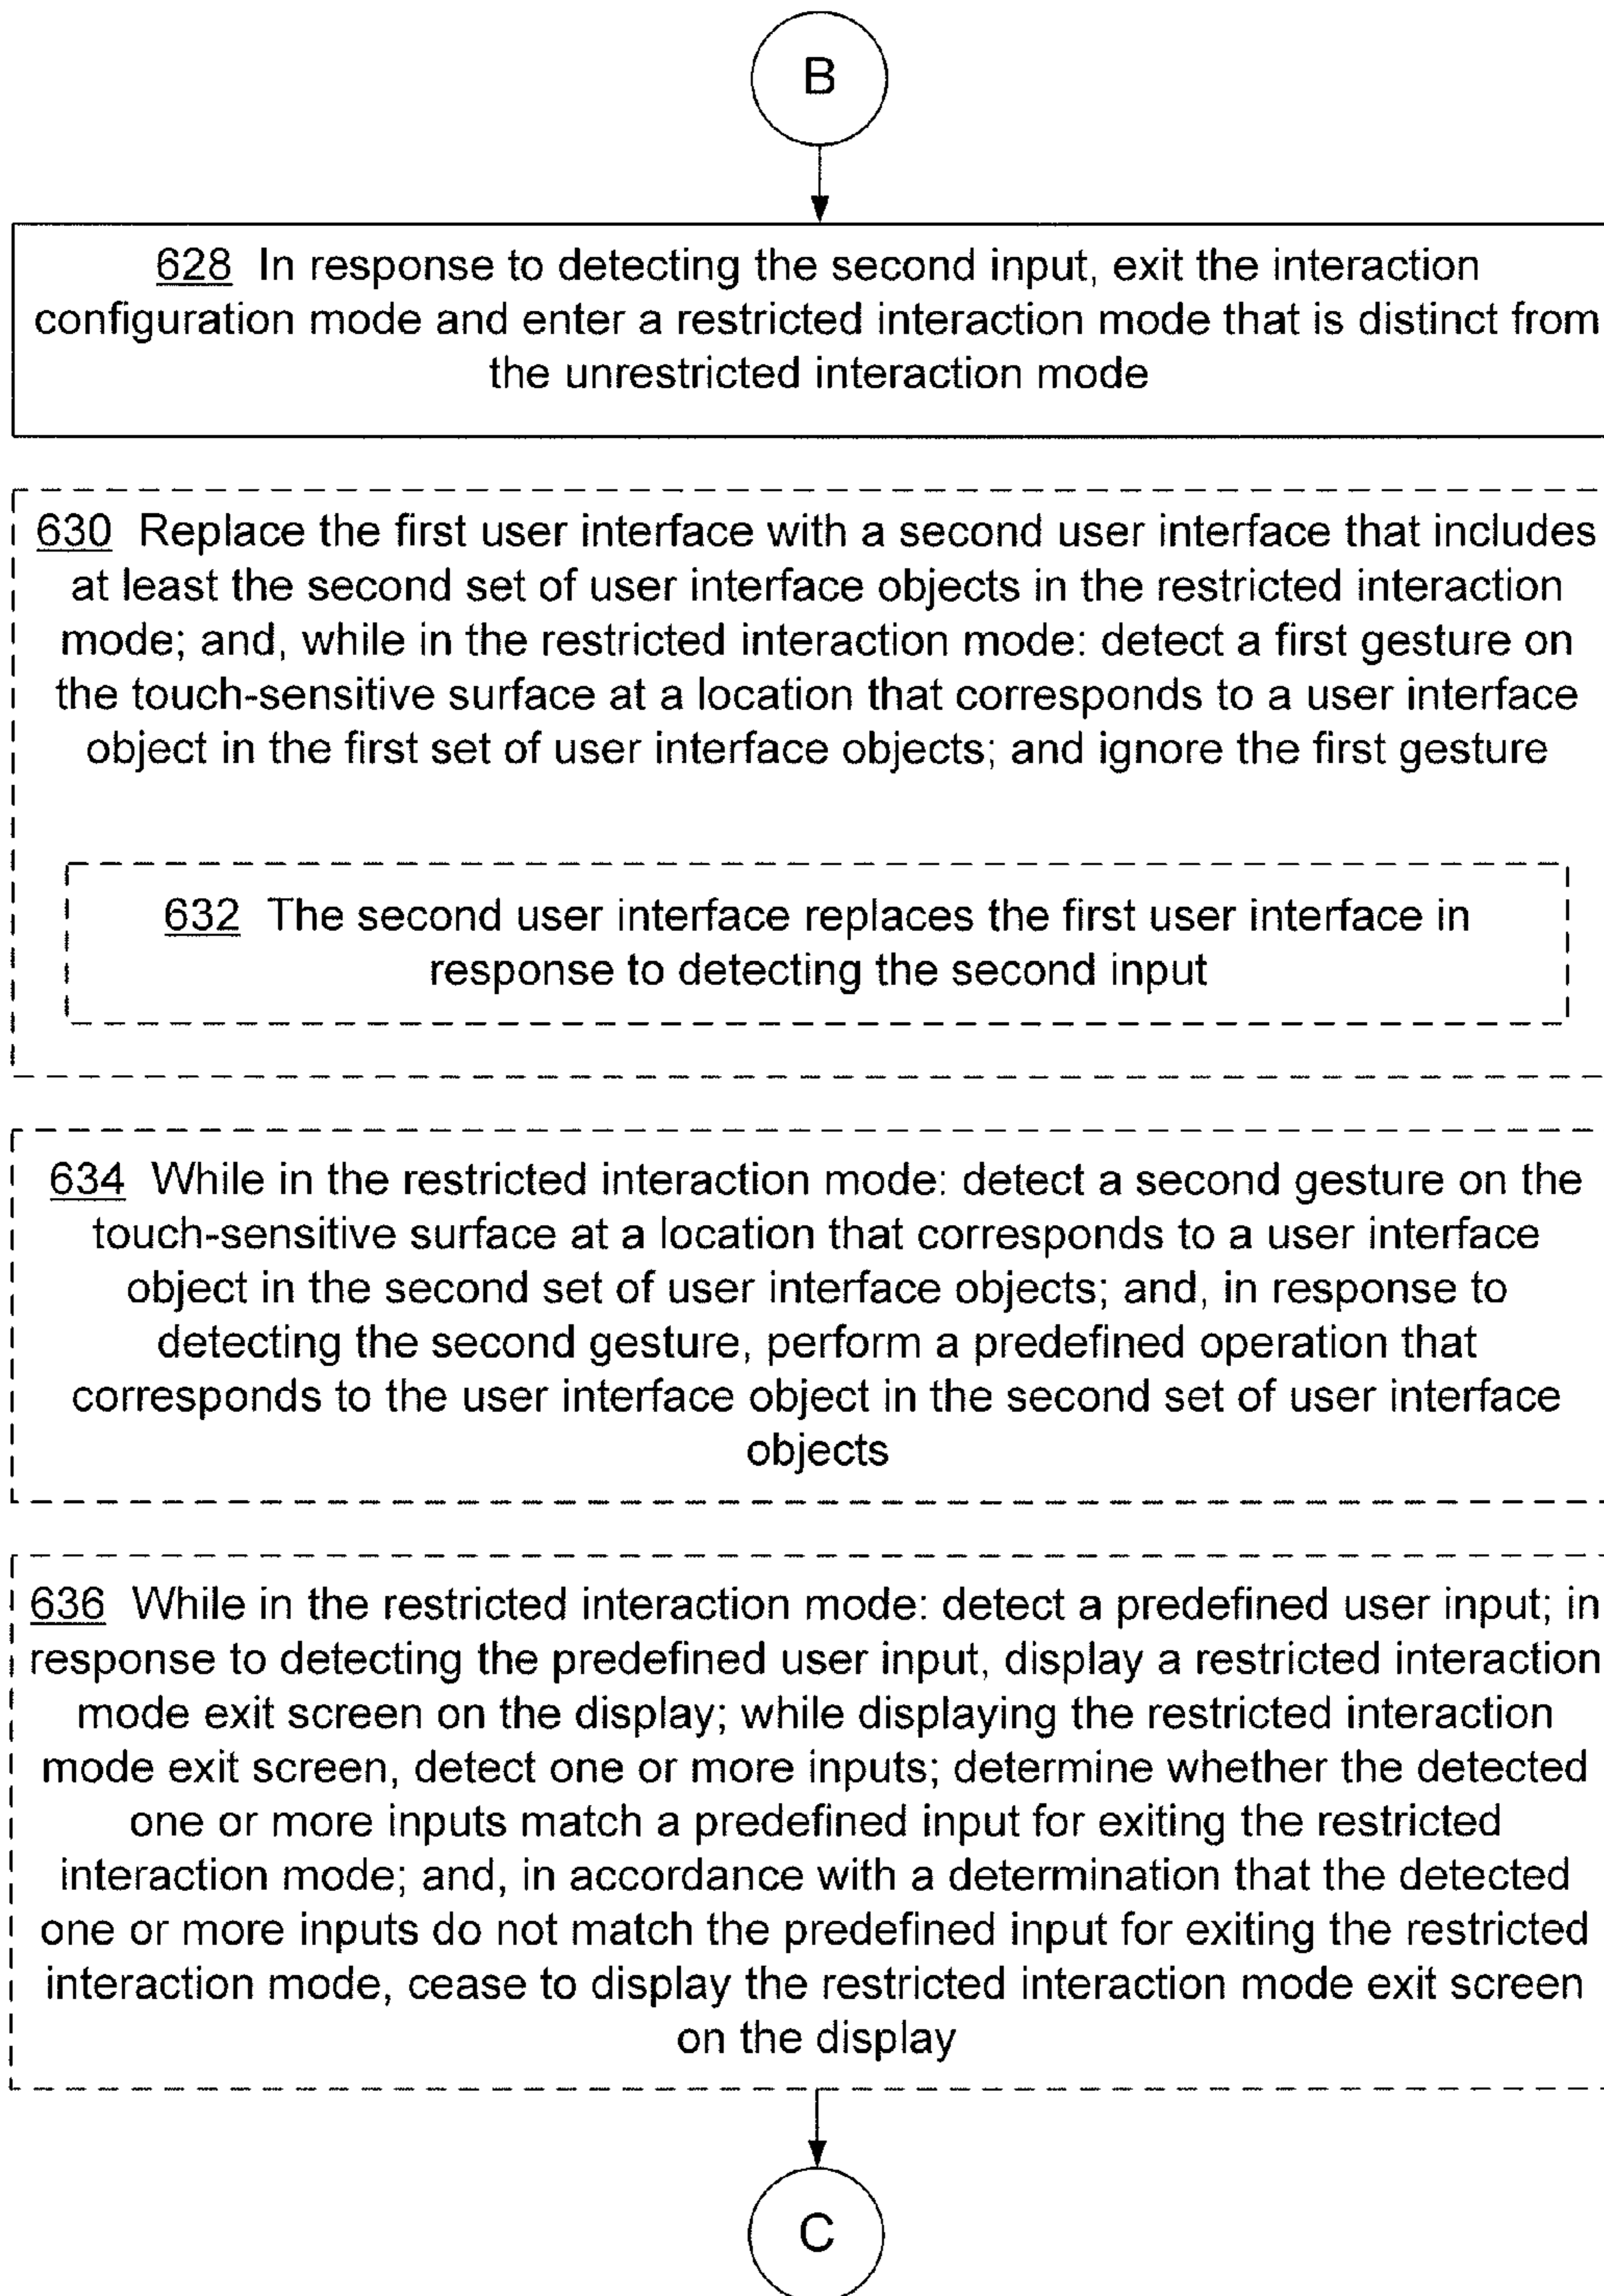 B
628 In response to detecting the second input, exit the interaction
configuration mode and enter a restricted interaction mode that is distinct from
the unrestricted interaction mode
630 Replace the first user interface with a second user interface that includes
at least the second set of user interface objects in the restricted interaction
mode; and, while in the restricted interaction mode: detect a first gesture on
the touch-sensitive surface at a location that corresponds to a user interface
object in the first set of user interface objects; and ignore the first gesture
632 The second user interface replaces the first user interface in
response to detecting the second input
634 While in the restricted interaction mode: detect a second gesture on the
touch-sensitive surface at a location that corresponds to a user interface
object in the second set of user interface objects; and, in response to
detecting the second gesture, perform a predefined operation that
corresponds to the user interface object in the second set of user interface
objects
636 While in the restricted interaction mode: detect a predefined user input; in
response to detecting the predefined user input, display a restricted interaction
mode exit screen on the display; while displaying the restricted interaction
mode exit screen, detect one or more inputs; determine whether the detected
one or more inputs match a predefined input for exiting the restricted
interaction mode; and, in accordance with a determination that the detected
one or more inputs do not match the predefined input for exiting the restricted
interaction mode, cease to display the restricted interaction mode exit screen
on the display
C